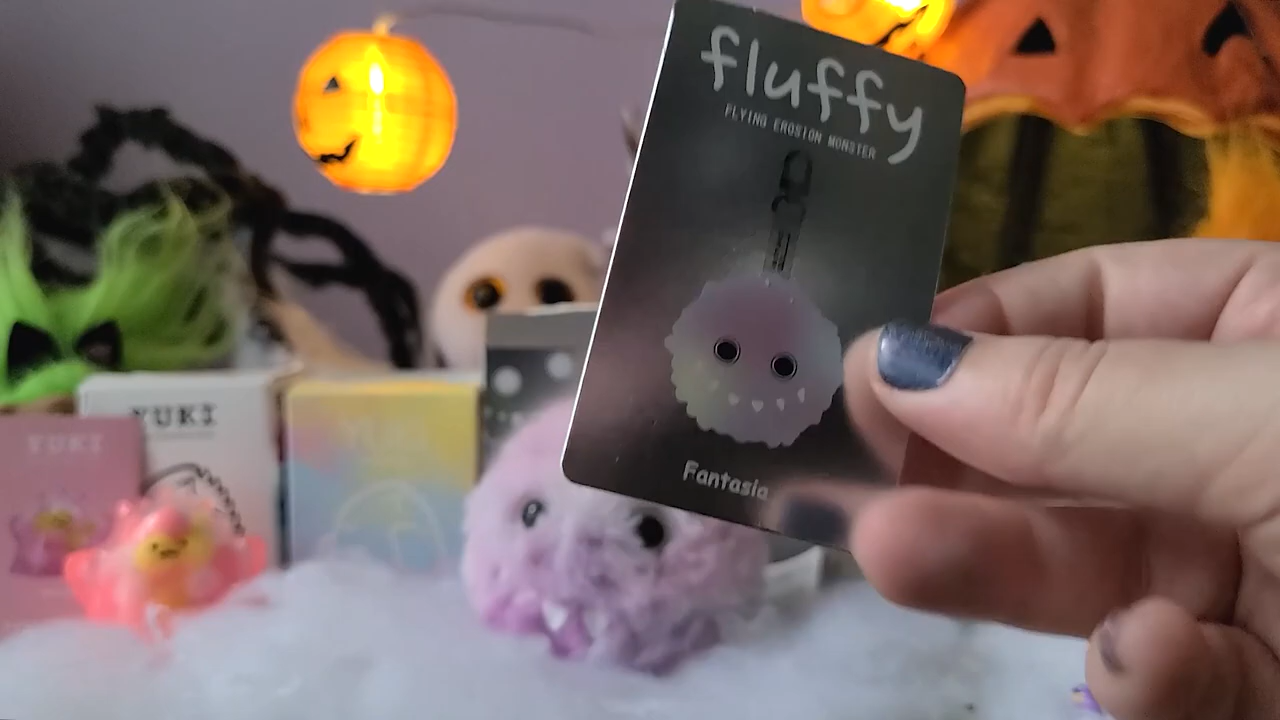 fluffy
FLYING EROSION MONSTER
Fantasia
YUKI
YUKI